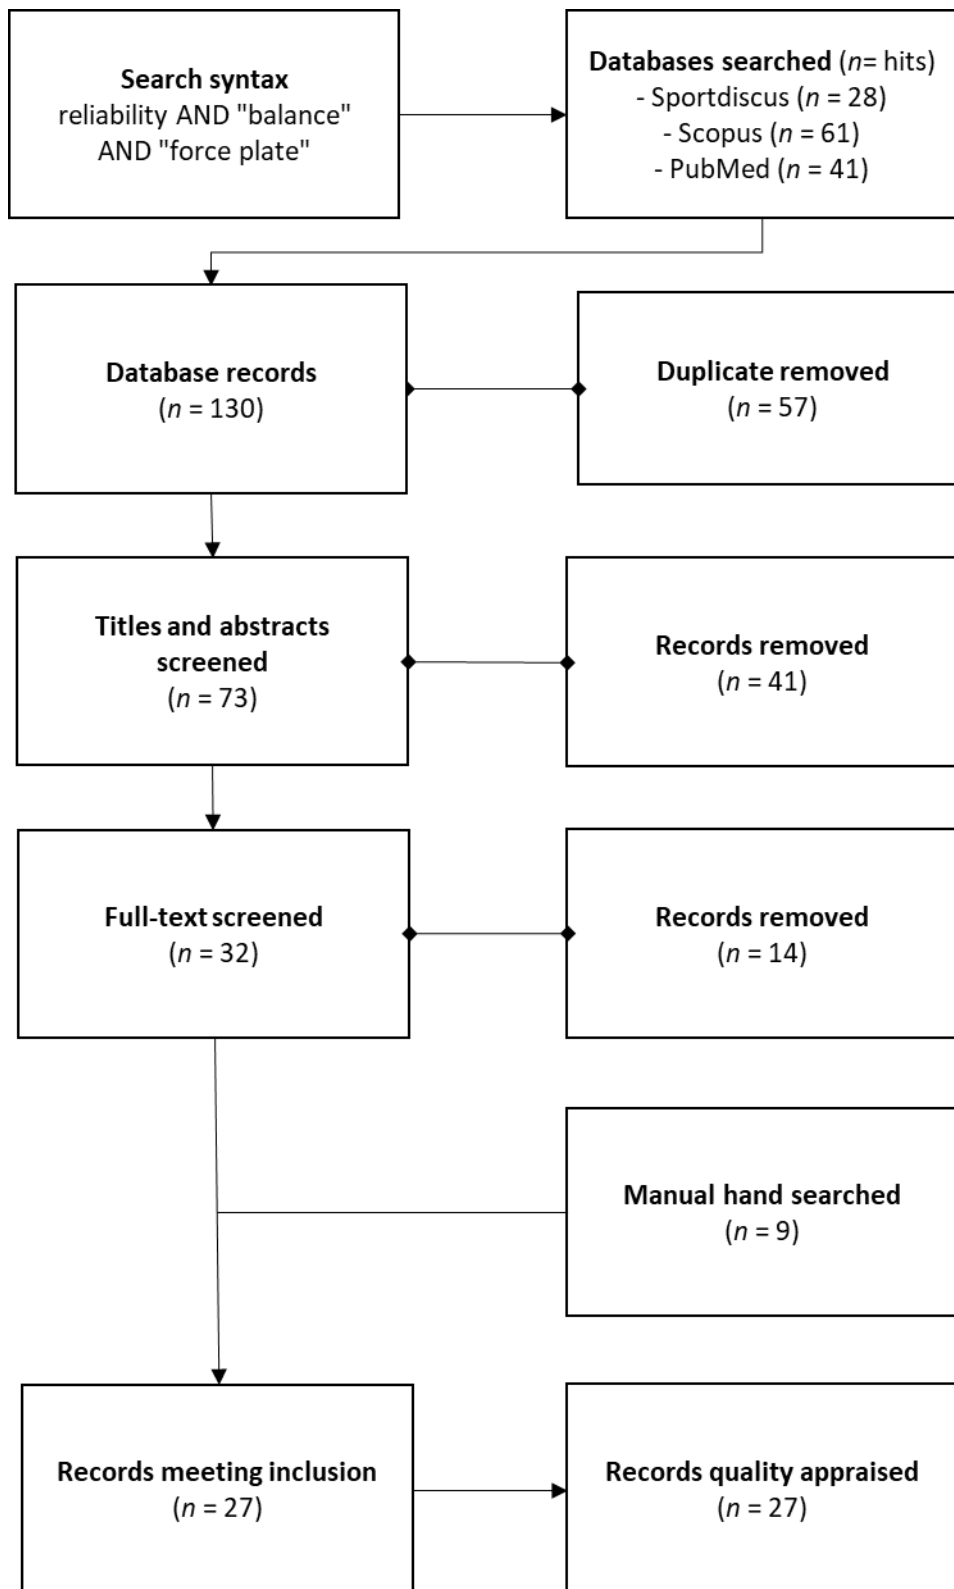 Search syntax
reliability AND "balance"
AND "force plate"
Databases searched (n= hits)
- Sportdiscus (n = 28)
- Scopus (n = 61)
- PubMed (n = 41)
Database records
(n = 130)
Duplicate removed
(n = 57)
Titles and abstracts
screened
(n = 73)
Records removed
(n = 41)
Full-text screened
(n = 32)
Records removed
(n = 14)
Manual hand searched
(n = 9)
Records meeting inclusion
(n = 27)
Records quality appraised
(n = 27)